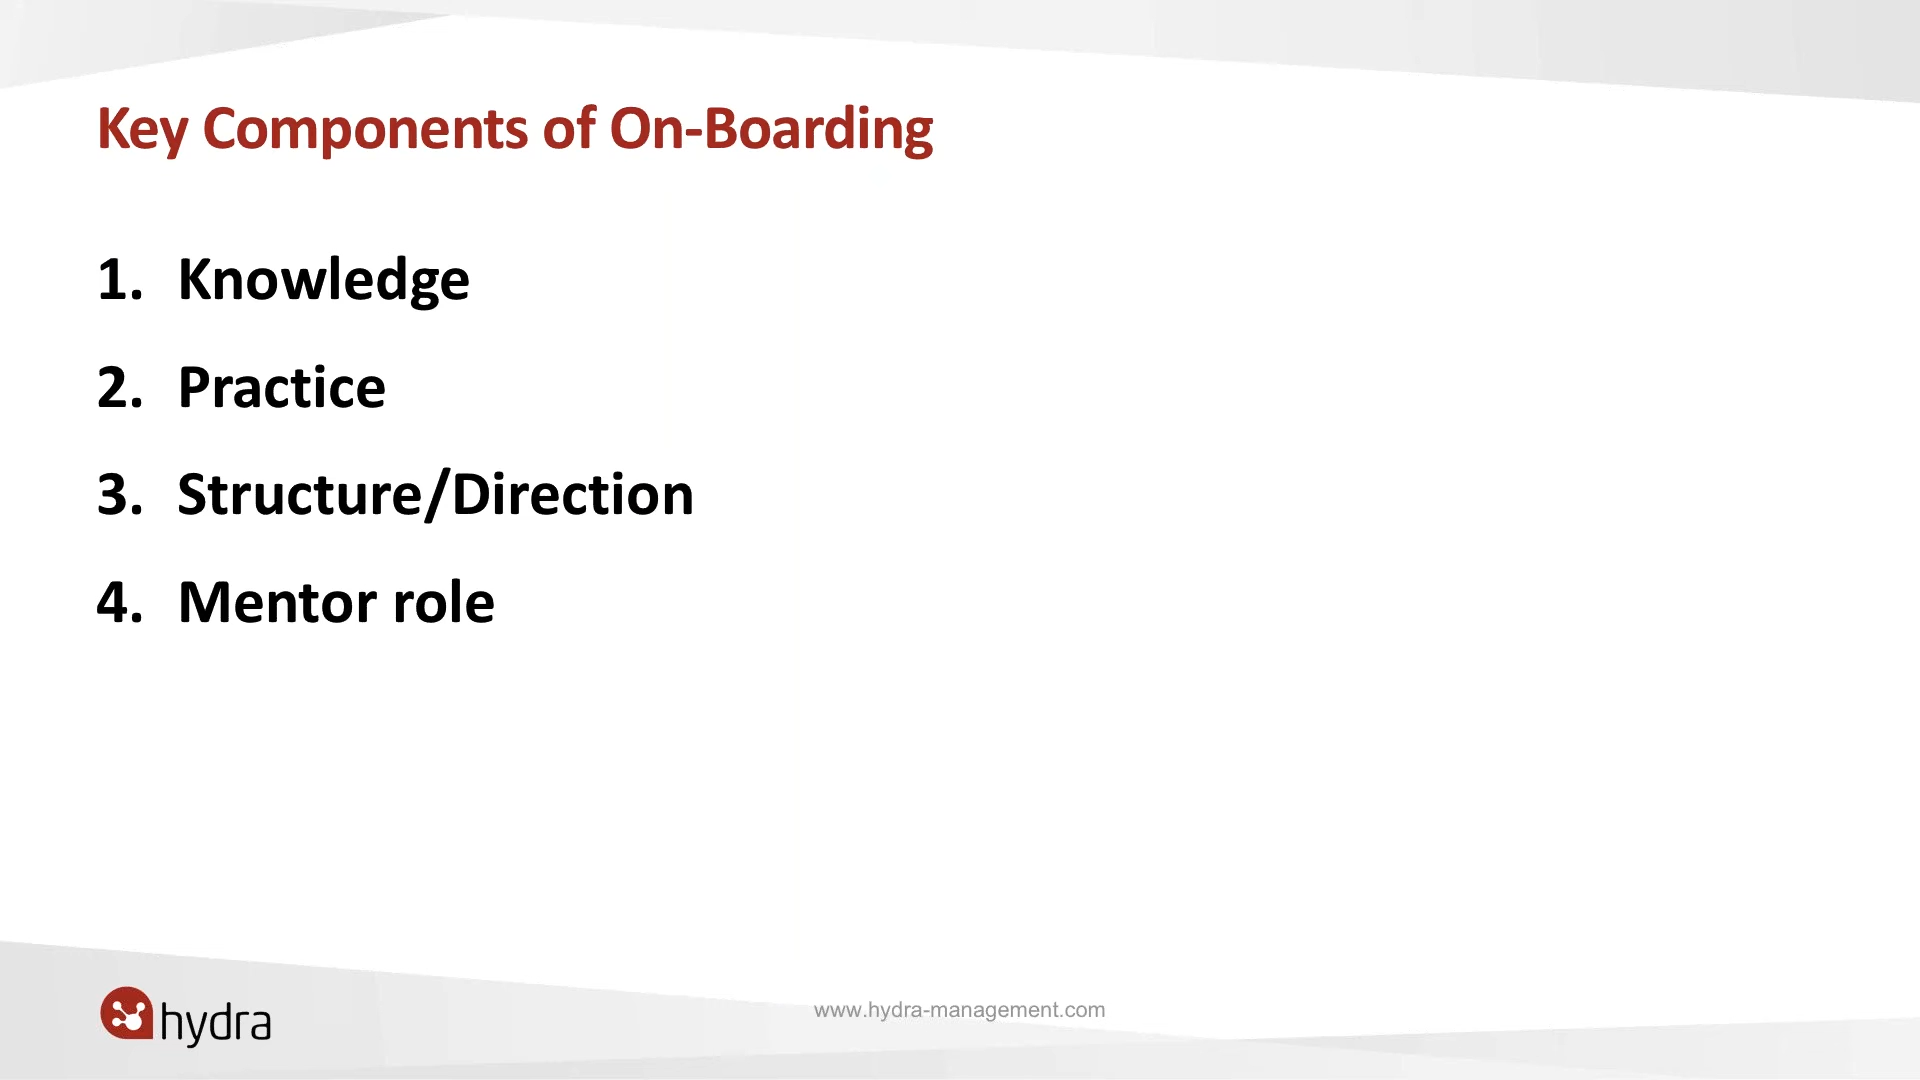 Key Components of On-Boarding
1. Knowledge
2. Practice
3. Structure/Direction
4. Mentor role
hydra
www.hydra-management.com